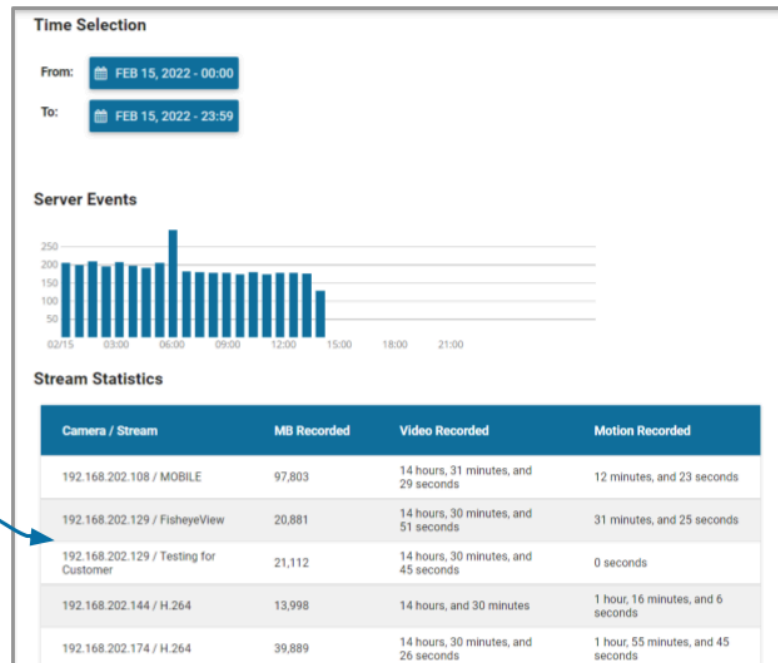 Time Selection
From: FEB 15, 2022 - 00:00
To: FEB 15, 2022 - 23:59
Server Events
250
200
150
100
50
02/15 03:00 06:00 09:00 12:00 15:00 18:00 21:00
Stream Statistics
Camera / Stream MB Recorded Video Recorded Motion Recorded
192.168.202.108 / MOBILE 97,803 14 hours, 31 minutes, and
29 seconds 12 minutes, and 23 seconds
192.168.202.129 / FisheyeView 20,881 14 hours, 30 minutes, and
51 seconds 31 minutes, and 25 seconds
192.168.202.129 / Testing for
Customer 21,112 14 hours, 30 minutes, and
45 seconds 0 seconds
192.168.202.144 / H.264 13,998 14 hours, and 30 minutes 1 hour, 16 minutes, and 6
seconds
192.168.202.174 / H.264 39,889 14 hours, 30 minutes, and
26 seconds 1 hour, 55 minutes, and 45
seconds